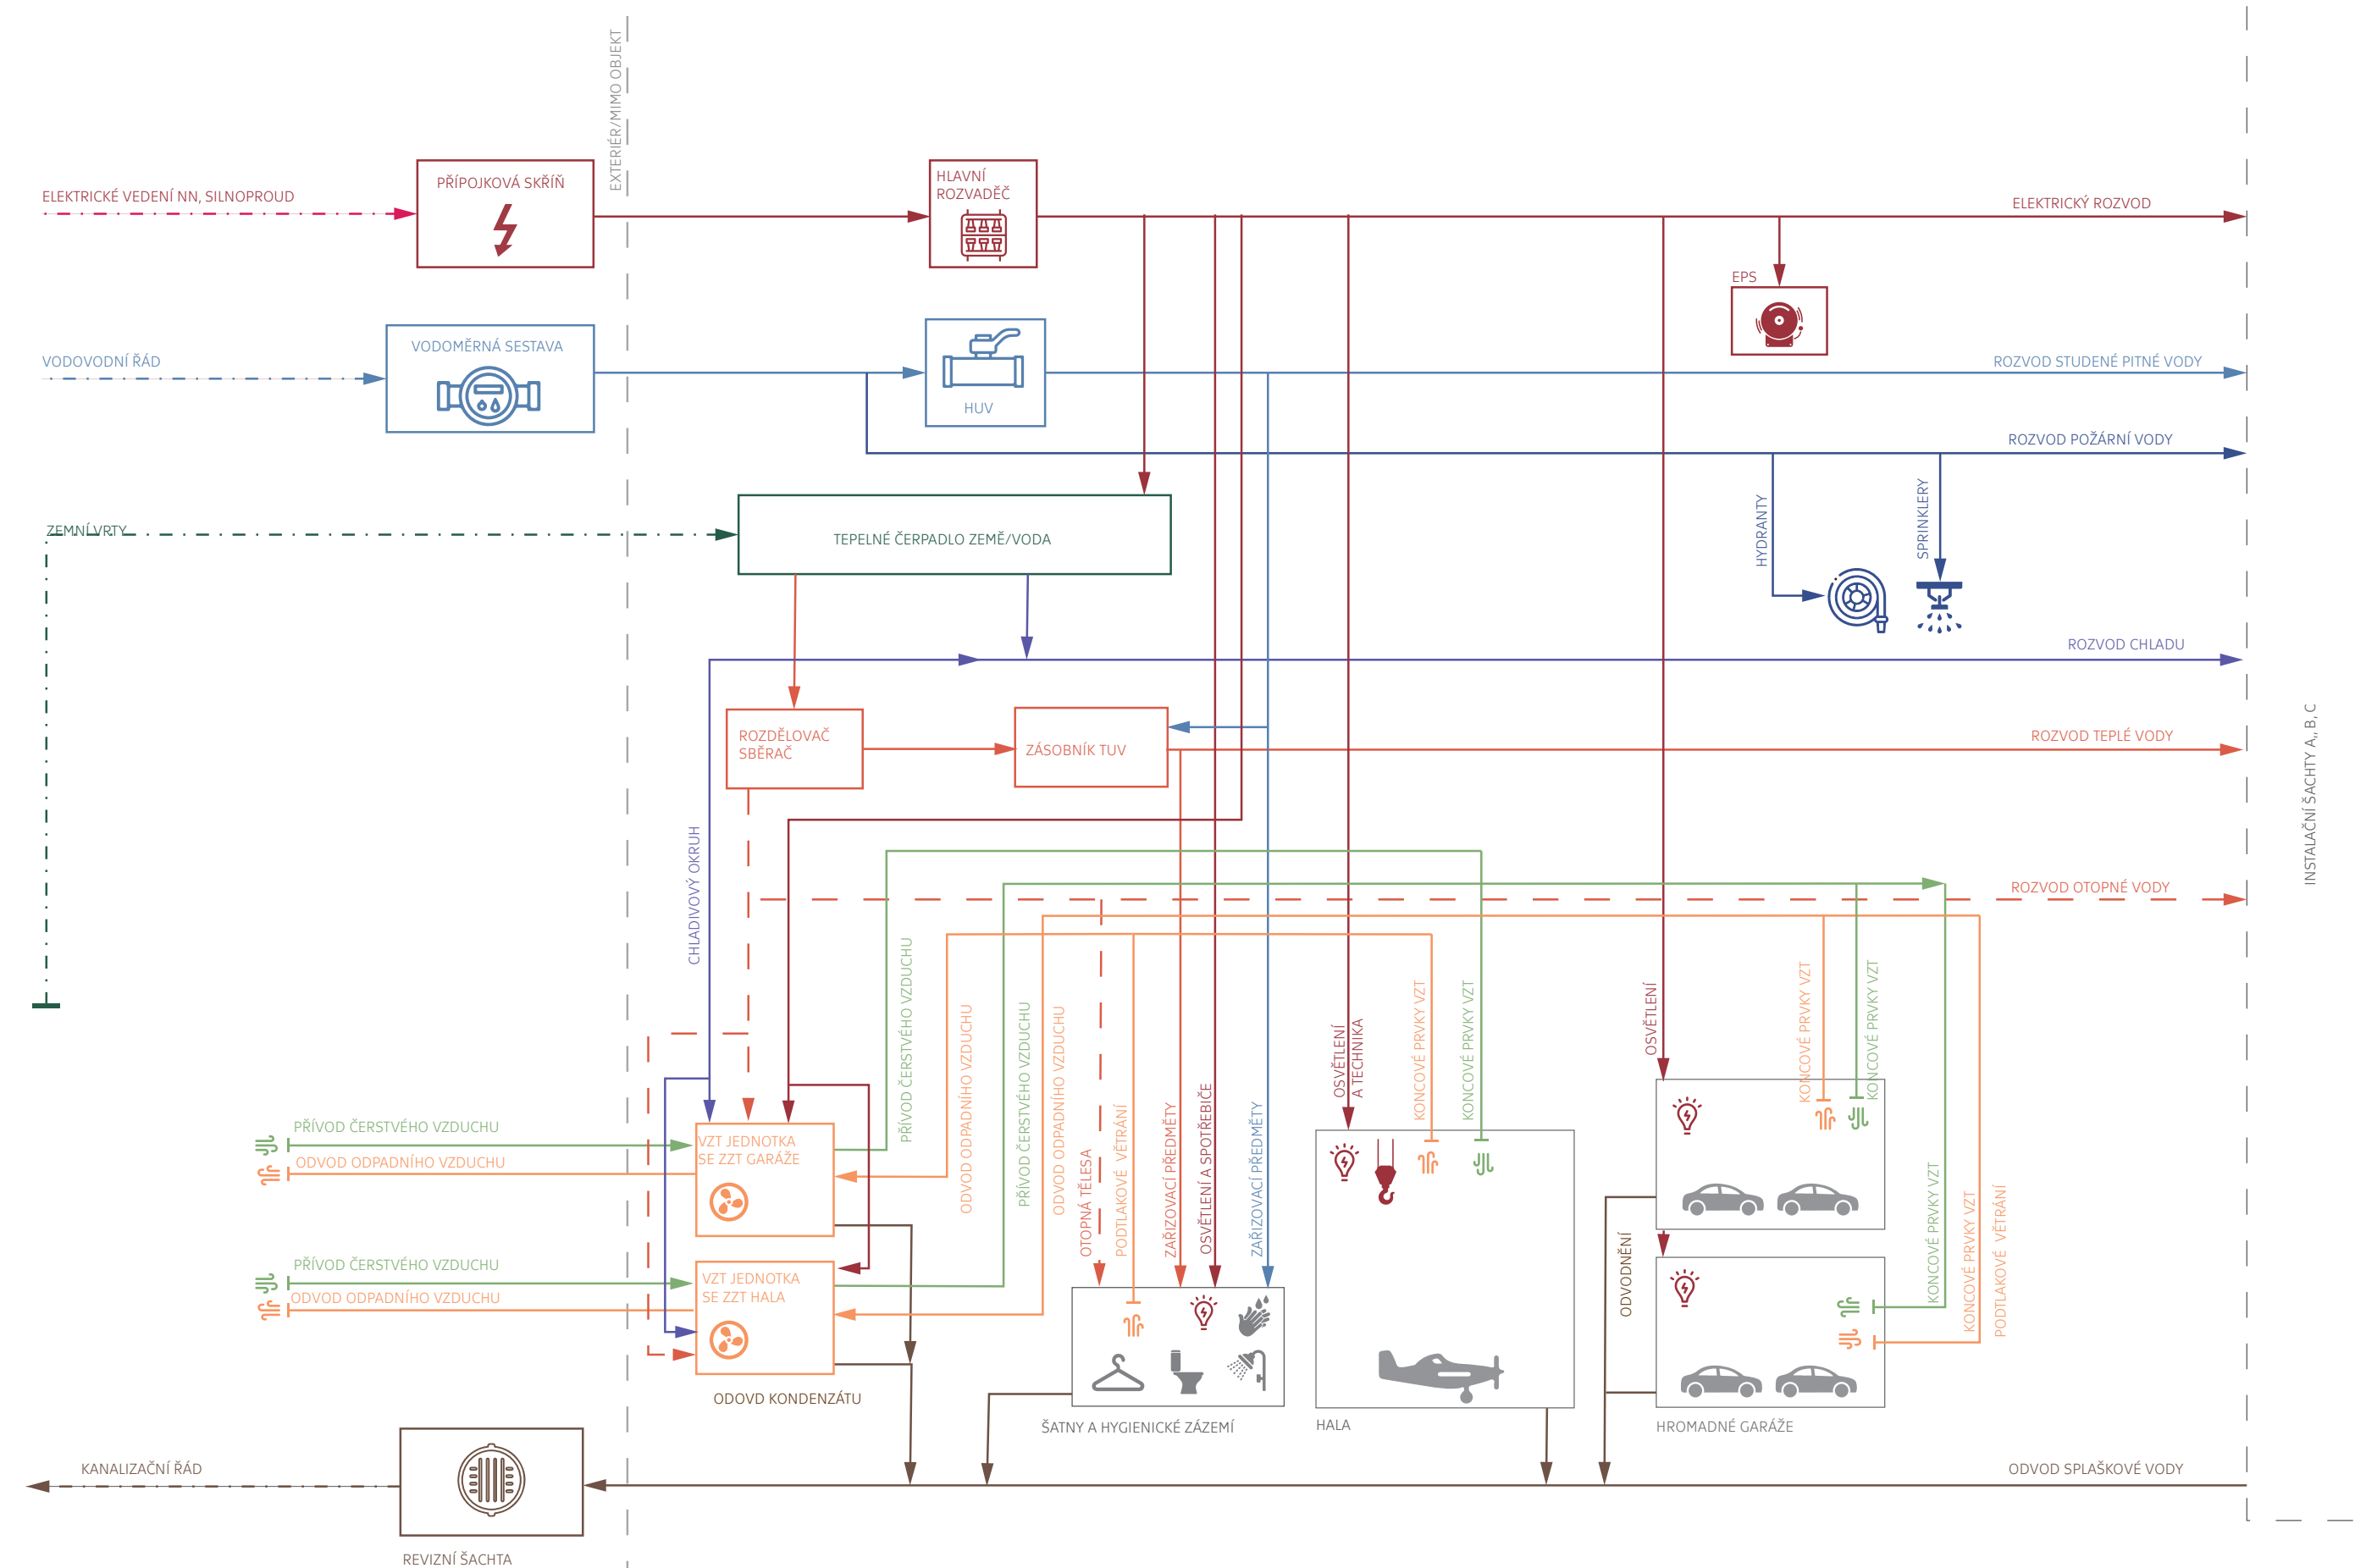 EXTERIÉR/MIMO OBJEKT
ELEKTRICKÉ VEDENÍ NN, SILNOPROUD
PŘÍPOJKOVÁ SKŘÍŇ
HLAVNÍ
ROZVADĚČ
ELEKTRICKÝ ROZVOD
EPS
VODOVODNÍ ŘÁD
VODOMĚRNÁ SESTAVA
HUV
ROZVOD STUDENÉ PITNÉ VODY
ROZVOD POŽÁRNÍ VODY
HYDRANTY
SPRINKLERY
ZEMNÍ VRTY
TEPELNÉ ČERPADLO ZEMĚ/VODA
ROZVOD CHLADU
ROZDĚLOVAČ
SBĚRAČ
ZÁSOBNÍK TUV
ROZVOD TEPLÉ VODY
INSTALAČNÍ ŠACHTY A,, B, C
CHLADIVOVÝ OKRUH
ROZVOD OTOPNÉ VODY
PŘÍVOD ČERSTVÉHO VZDUCHU
ODVOD ODPADNÍHO VZDUCHU
PŘÍVOD ČERSTVÉHO VZDUCHU
ODVOD ODPADNÍHO VZDUCHU
OTOPNÁ TĚLESA
PODTLAKOVÉ VĚTRÁNÍ
ZAŘIZOVACÍ PŘEDMĚTY
OSVĚTLENÍ A SPOTŘEBIČE
ZAŘIZOVACÍ PŘEDMĚTY
OSVĚTLENÍ
A TECHNIKA
KONCOVÉ PRVKY VZT
KONCOVÉ PRVKY VZT
OSVĚTLENÍ
KONCOVÉ PRVKY VZT
KONCOVÉ PRVKY VZT
PŘÍVOD ČERSTVÉHO VZDUCHU
ODVOD ODPADNÍHO VZDUCHU
VZT JEDNOTKA
SE ZZT GARÁŽE
PŘÍVOD ČERSTVÉHO VZDUCHU
ODVOD ODPADNÍHO VZDUCHU
VZT JEDNOTKA
SE ZZT HALA
ODVODNĚNÍ
KONCOVÉ PRVKY VZT
KONCOVÉ PRVKY VZT
PODTLAKOVÉ VĚTRÁNÍ
ODOVD KONDENZÁTU
ŠATNY A HYGIENICKÉ ZÁZEMÍ
HALA
HROMADNÉ GARÁŽE
KANALIZAČNÍ ŘÁD
ODVOD SPLAŠKOVÉ VODY
REVIZNÍ ŠACHTA